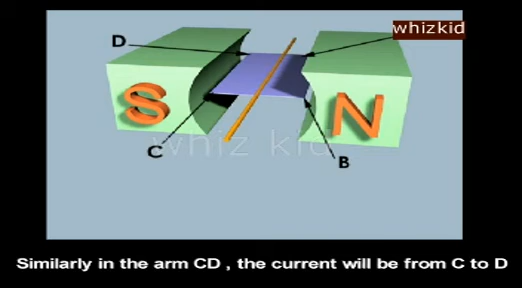 whizkid
D
S
N
whiz kid
C
B
Similarly in the arm CD , the current will be from C to D